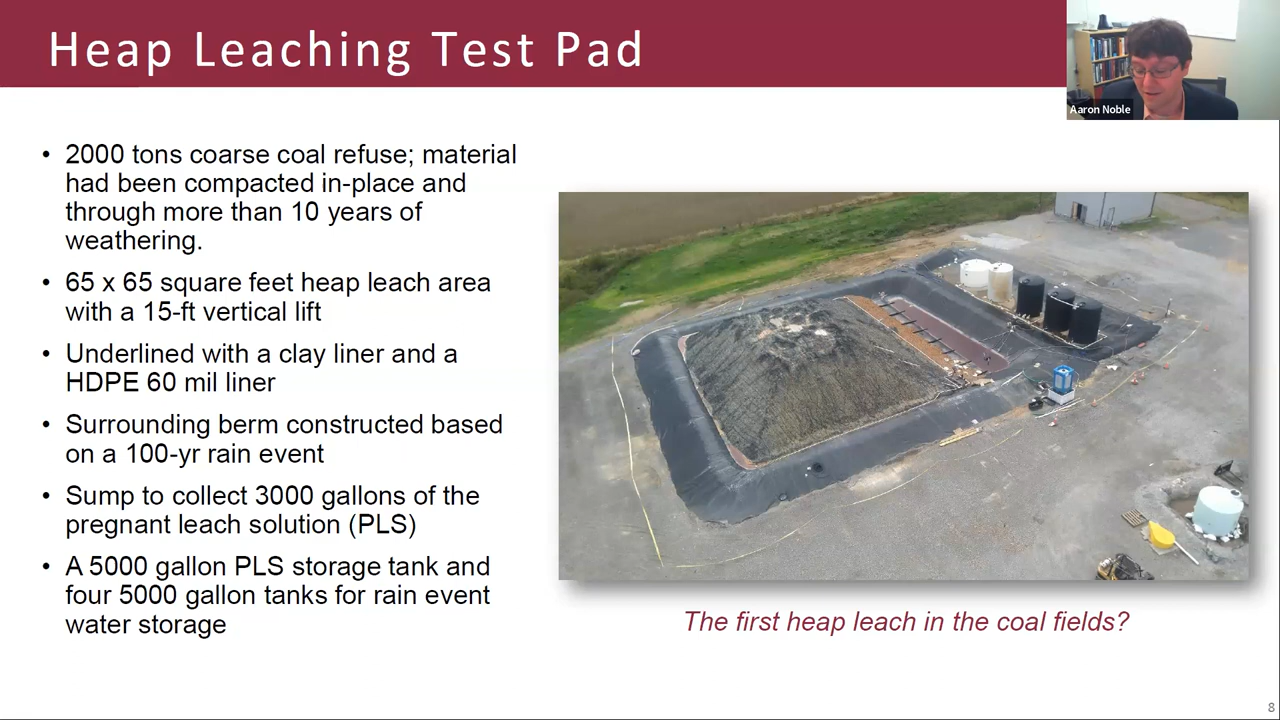 Heap Leaching Test Pad
Aaron Noble
• 2000 tons coarse coal refuse; material
had been compacted in-place and
through more than 10 years of
weathering.
• 65 x 65 square feet heap leach area
with a 15-ft vertical lift
• Underlined with a clay liner and a
HDPE 60 mil liner
• Surrounding berm constructed based
on a 100-yr rain event
• Sump to collect 3000 gallons of the
pregnant leach solution (PLS)
• A 5000 gallon PLS storage tank and
four 5000 gallon tanks for rain event
water storage
The first heap leach in the coal fields?
8